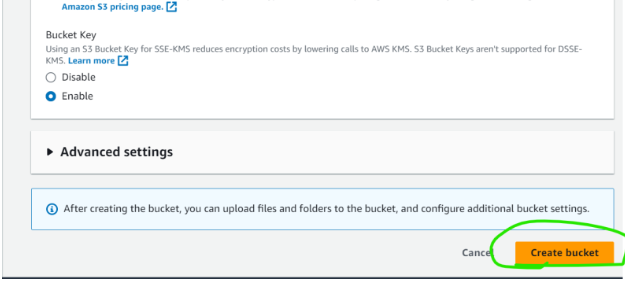 Amazon S3 pricing page.
Bucket Key
Using an S3 Bucket Key for SSE-KMS reduces encryption costs by lowering calls to AWS KMS. S3 Bucket Keys aren't supported for DSSE-
KMS. Learn more
Disable
Enable
Advanced settings
After creating the bucket, you can upload files and folders to the bucket, and configure additional bucket settings.
Cancel Create bucket